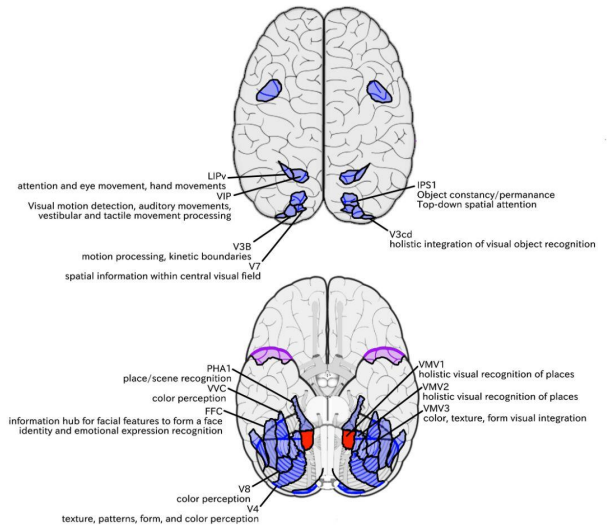 LIPv
attention and eye movement, hand movements
VIP
Visual motion detection, auditory movements,
vestibular and tactile movement processing
V3B
motion processing, kinetic boundaries
V7
spatial information within central visual field
IPS1
Object constancy/permanance
Top-down spatial attention
V3cd
holistic integration of visual object recognition
PHA1
place/scene recognition
VVC
color perception
FFC
information hub for facial features to form a face
identity and emotional expression recognition
V8
color perception
V4
texture, patterns, form, and color perception
VMV1
holistic visual recognition of places
VMV2
holistic visual recognition of places
VMV3
color, texture, form visual integration